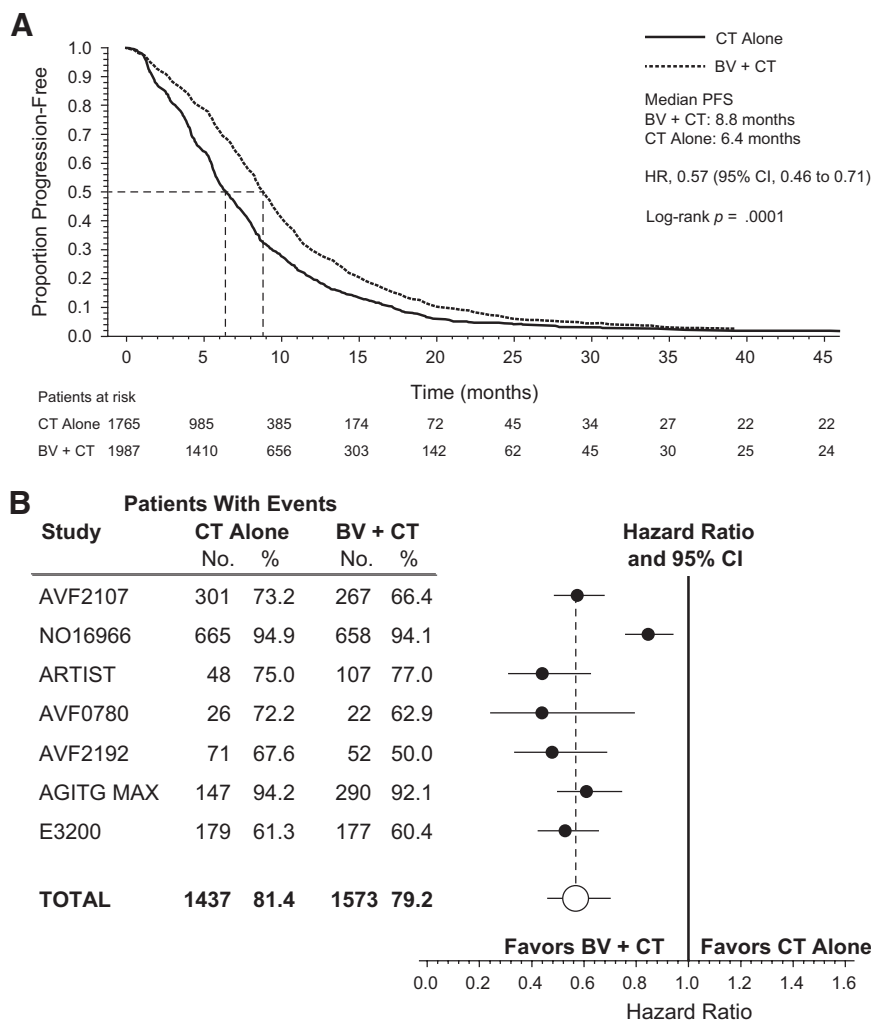 A
CT Alone
BV + CT
Median PFS
BV + CT: 8.8 months
CT Alone: 6.4 months
HR, 0.57 (95% CI, 0.46 to 0.71)
Log-rank p = .0001
Proportion Progression-Free
1.0
0.9
0.8
0.7
0.6
0.5
0.4
0.3
0.2
0.1
0.0
0 5 10 15 20 25 30 35 40 45
Time (months)
Patients at risk
CT Alone 1765 985 385 174 72 45 34 27 22 22
BV + CT 1987 1410 656 303 142 62 45 30 25 24
B
Patients With Events
Study CT Alone BV + CT
No. % No. %
Hazard Ratio
and 95% CI
AVF2107 301 73.2 267 66.4
NO16966 665 94.9 658 94.1
ARTIST 48 75.0 107 77.0
AVF0780 26 72.2 22 62.9
AVF2192 71 67.6 52 50.0
AGITG MAX 147 94.2 290 92.1
E3200 179 61.3 177 60.4
TOTAL 1437 81.4 1573 79.2
Favors BV + CT Favors CT Alone
0.0 0.2 0.4 0.6 0.8 1.0 1.2 1.4 1.6
Hazard Ratio